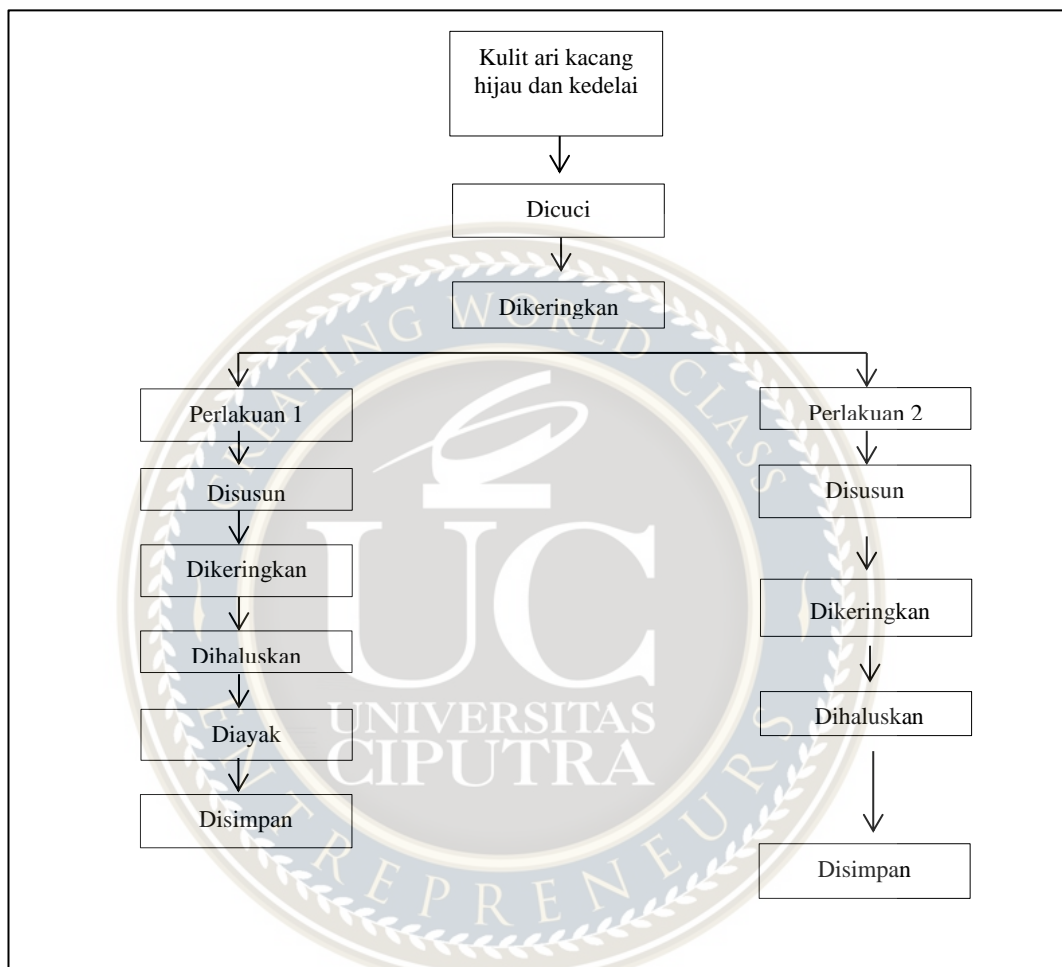 Kulit ari kacang
hijau dan kedelai
Dicuci
Dikeringkan
Perlakuan 1
Disusun
Dikeringkan
Dihaluskan
Diayak
Disimpan
Perlakuan 2
Disusun
Dikeringkan
Dihaluskan
Disimpan
CREATING WORLD CLASS
UC
UNIVERSITAS
CIPUTRA
ENTREPRENEURS